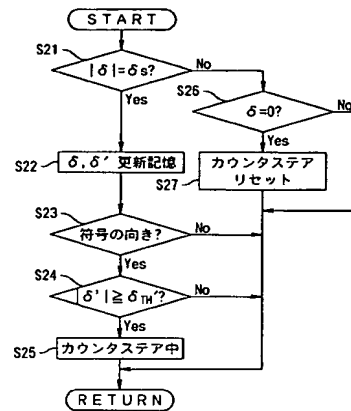 START
S21
|δ|=δs?
No
Yes
S26
δ=0?
No
Yes
S22
δ,δ′ 更新記憶
S27
カウンタステア
リセット
S23
符号の向き?
No
Yes
S24
|δ′|≧δTH′?
No
Yes
S25
カウンタステア中
RETURN